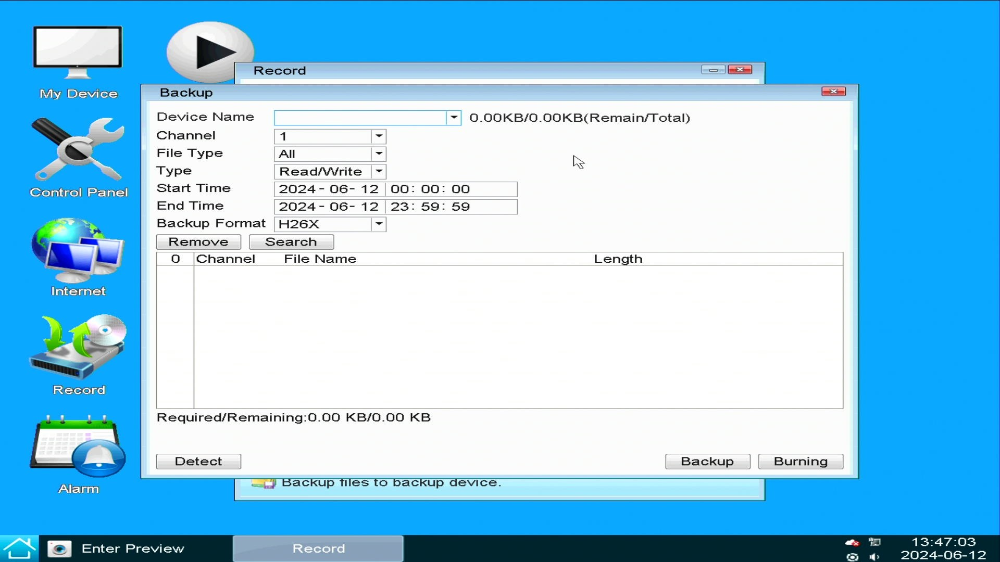 My Device
Control Panel
Internet
Record
Alarm
Record
Backup
Device Name 0.00KB/0.00KB(Remain/Total)
Channel 1
File Type All
Type Read/Write
Start Time 2024-06-12 00:00:00
End Time 2024-06-12 23:59:59
Backup Format H26X
Remove Search
0 Channel File Name Length
Required/Remaining:0.00 KB/0.00 KB
Detect Backup Burning
Backup files to backup device.
Enter Preview Record 13:47:03
2024-06-12